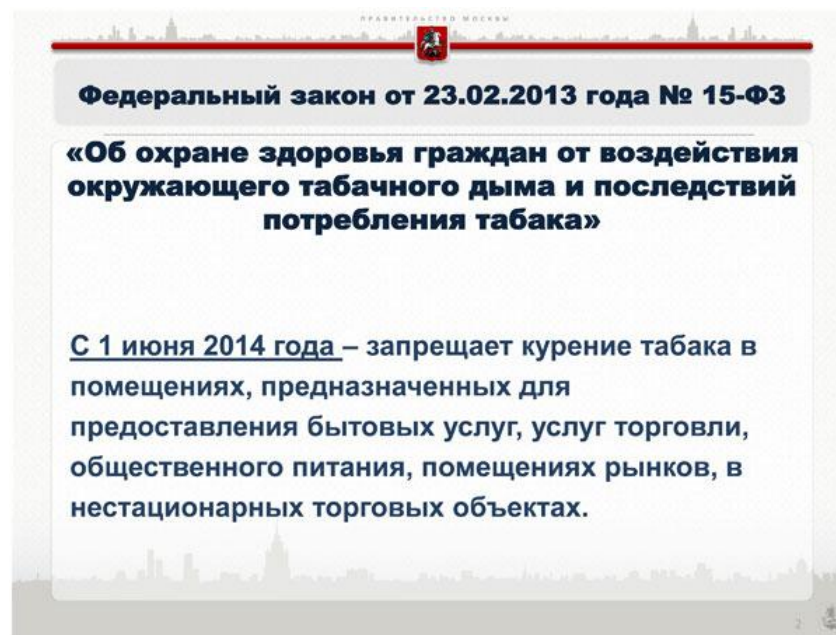 ПРАВИТЕЛЬСТВО МОСКВЫ
Федеральный закон от 23.02.2013 года № 15-ФЗ
«Об охране здоровья граждан от воздействия
окружающего табачного дыма и последствий
потребления табака»
С 1 июня 2014 года – запрещает курение табака в
помещениях, предназначенных для
предоставления бытовых услуг, услуг торговли,
общественного питания, помещениях рынков, в
нестационарных торговых объектах.
2